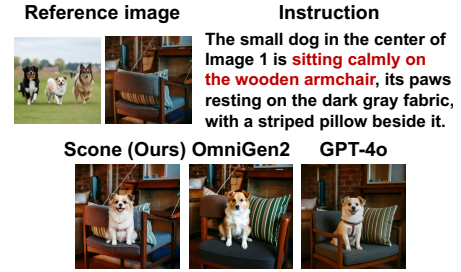 Reference image
Instruction
The small dog in the center of
Image 1 is sitting calmly on
the wooden armchair, its paws
resting on the dark gray fabric,
with a striped pillow beside it.
Scone (Ours) OmniGen2 GPT-4o